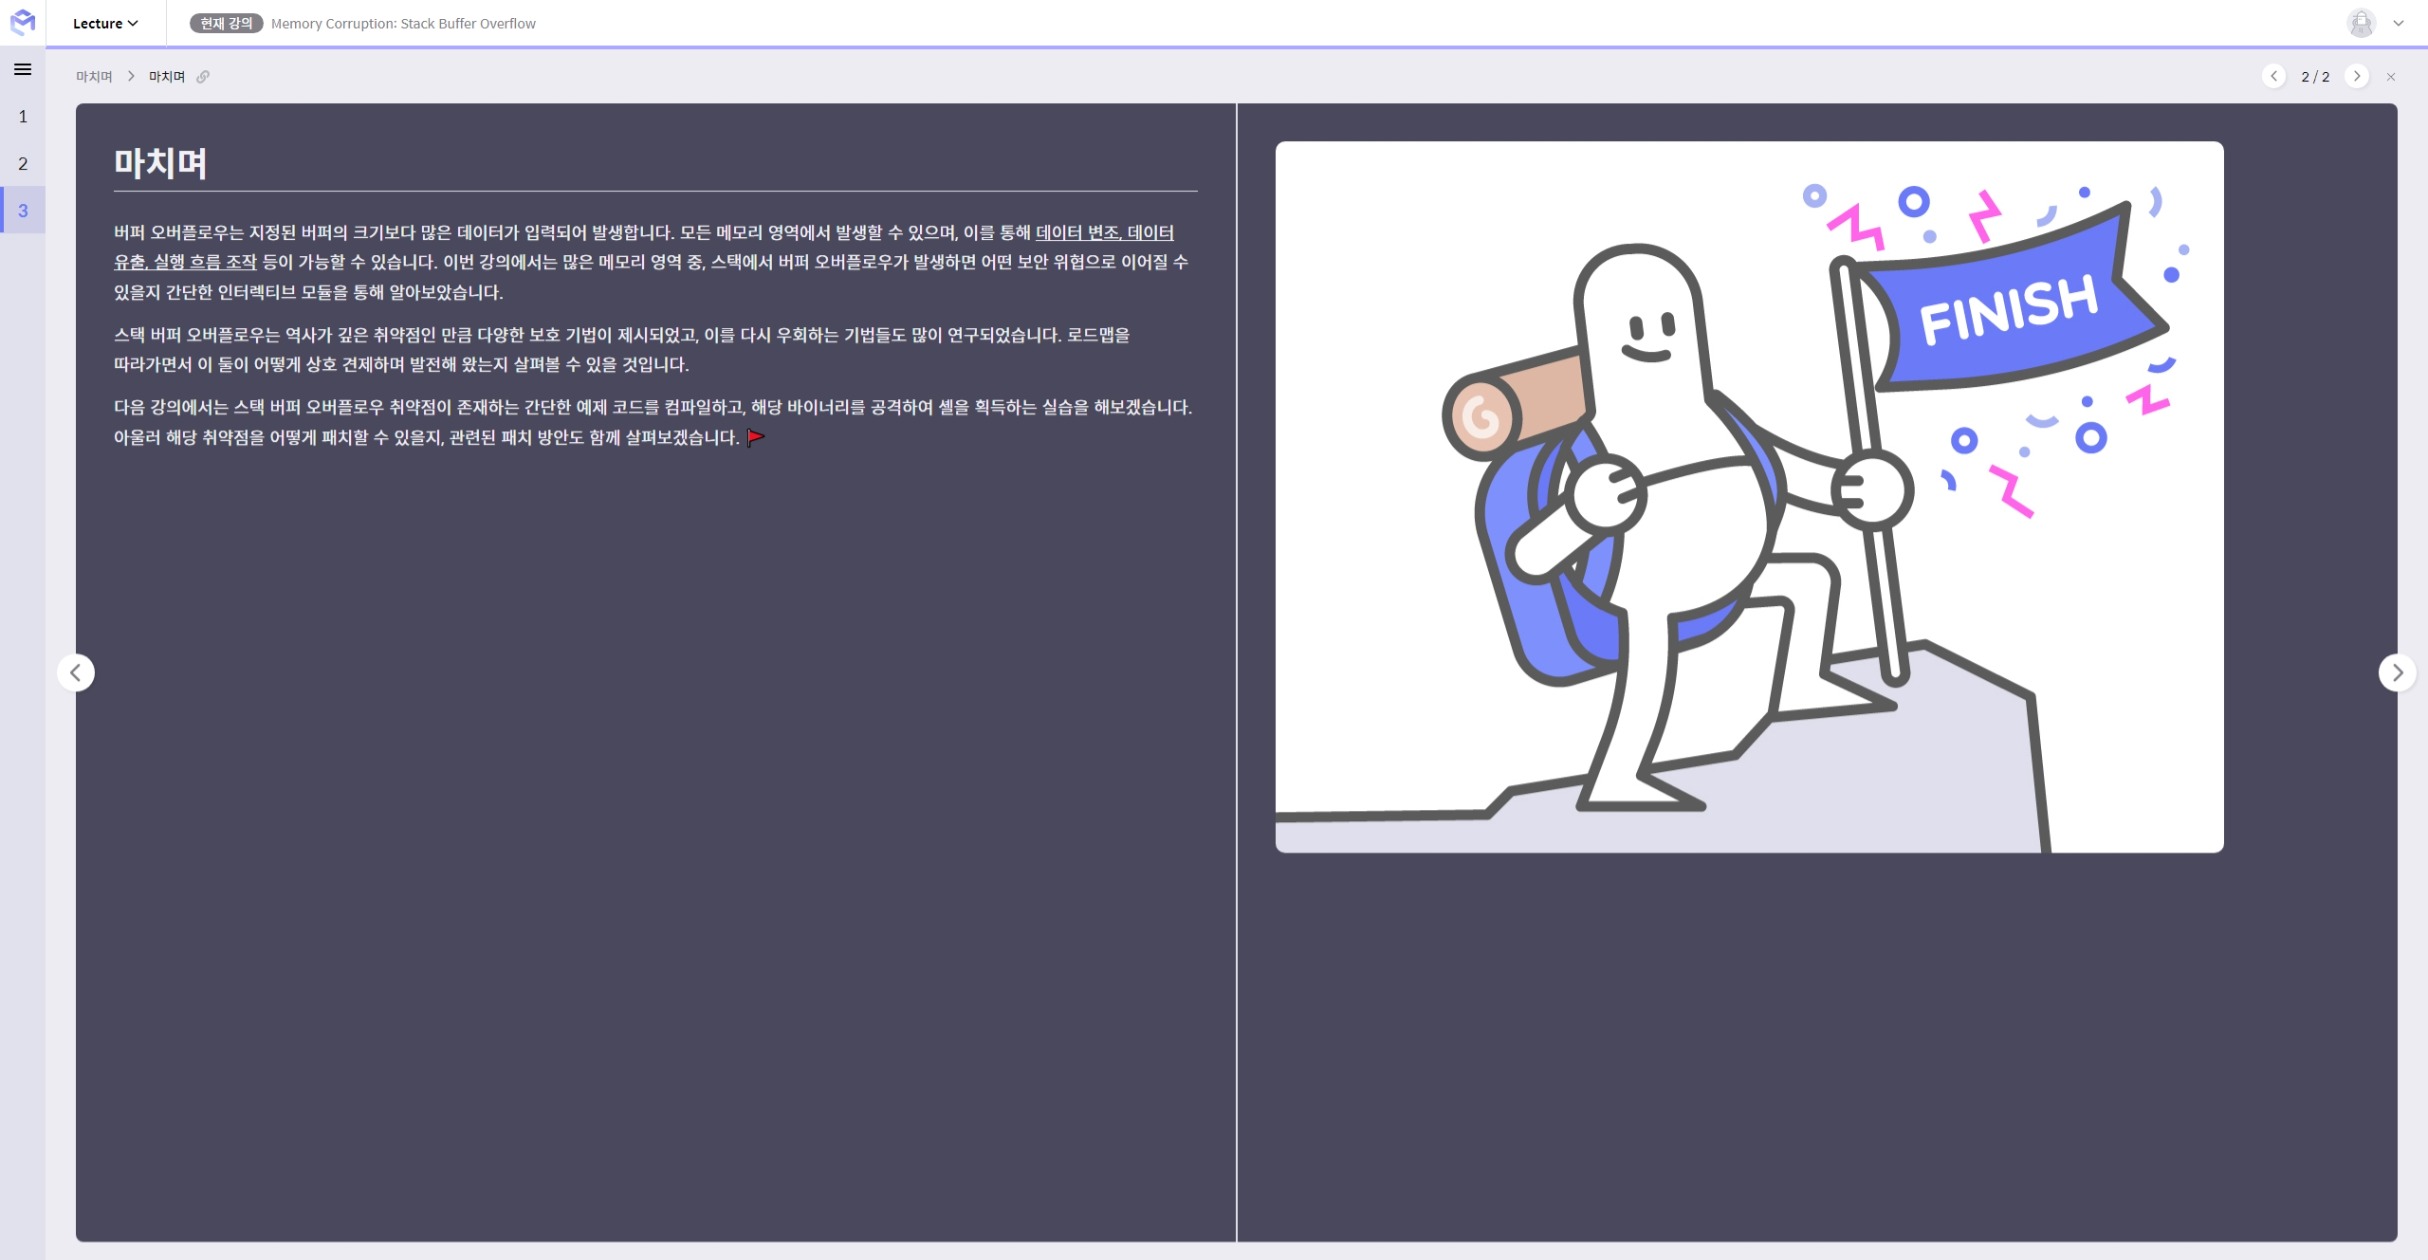 Lecture
현재 강의
Memory Corruption: Stack Buffer Overflow
마치며 > 마치며
2 / 2
1
2
3
마치며
버퍼 오버플로우는 지정된 버퍼의 크기보다 많은 데이터가 입력되어 발생합니다. 모든 메모리 영역에서 발생할 수 있으며, 이를 통해 데이터 변조, 데이터
유출, 실행 흐름 조작 등이 가능할 수 있습니다. 이번 강의에서는 많은 메모리 영역 중, 스택에서 버퍼 오버플로우가 발생하면 어떤 보안 위협으로 이어질 수
있을지 간단한 인터렉티브 모듈을 통해 알아보았습니다.
스택 버퍼 오버플로우는 역사가 깊은 취약점인 만큼 다양한 보호 기법이 제시되었고, 이를 다시 우회하는 기법들도 많이 연구되었습니다. 로드맵을
따라가면서 이 둘이 어떻게 상호 견제하며 발전해 왔는지 살펴볼 수 있을 것입니다.
다음 강의에서는 스택 버퍼 오버플로우 취약점이 존재하는 간단한 예제 코드를 컴파일하고, 해당 바이너리를 공격하여 셸을 획득하는 실습을 해보겠습니다.
아울러 해당 취약점을 어떻게 패치할 수 있을지, 관련된 패치 방안도 함께 살펴보겠습니다. 🚩
FINISH